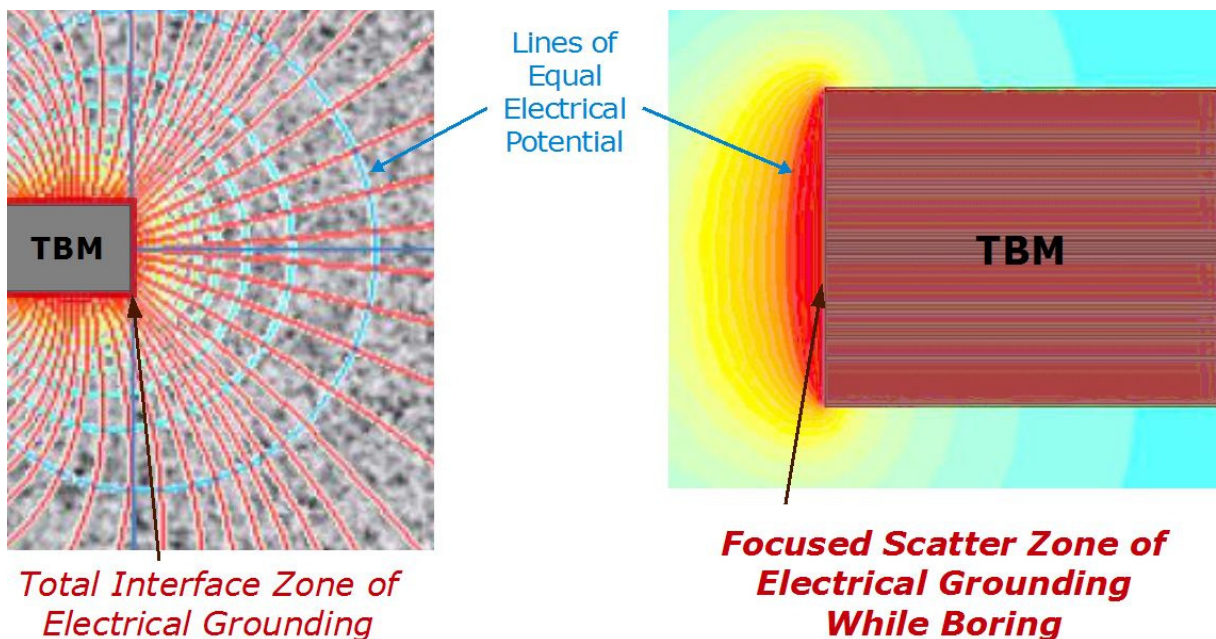 Lines of
Equal
Electrical
Potential
TBM
TBM
Total Interface Zone of
Electrical Grounding
Focused Scatter Zone of
Electrical Grounding
While Boring